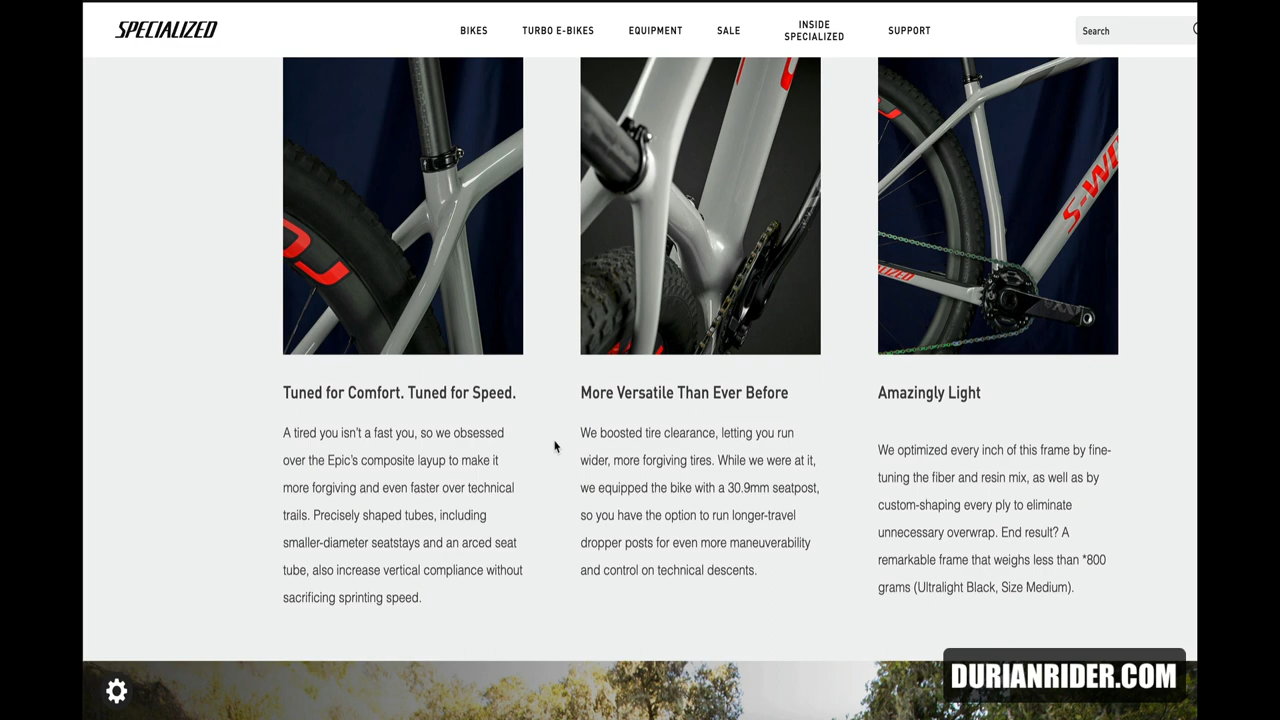 SPECIALIZED
BIKES
TURBO E-BIKES
EQUIPMENT
SALE
INSIDE
SPECIALIZED
SUPPORT
Search
S-WO
Tuned for Comfort. Tuned for Speed.
A tired you isn't a fast you, so we obsessed
over the Epic's composite layup to make it
more forgiving and even faster over technical
trails. Precisely shaped tubes, including
smaller-diameter seatstays and an arced seat
tube, also increase vertical compliance without
sacrificing sprinting speed.
More Versatile Than Ever Before
We boosted tire clearance, letting you run
wider, more forgiving tires. While we were at it,
we equipped the bike with a 30.9mm seatpost,
so you have the option to run longer-travel
dropper posts for even more maneuverability
and control on technical descents.
Amazingly Light
We optimized every inch of this frame by fine-
tuning the fiber and resin mix, as well as by
custom-shaping every ply to eliminate
unnecessary overwrap. End result? A
remarkable frame that weighs less than *800
grams (Ultralight Black, Size Medium).
DURIANRIDER.COM